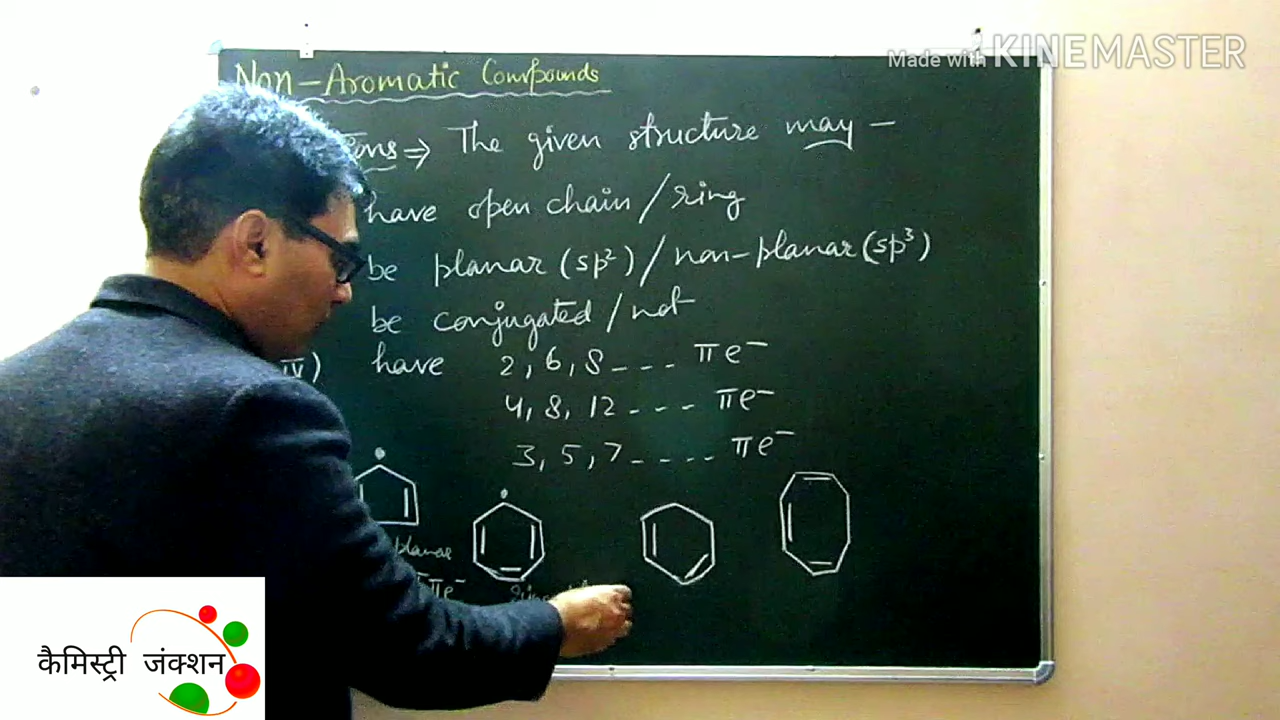 Made with KINEMASTER
Non-Aromatic Compounds
ons ⇒ The given structure may -
have open chain / ring
be planar (sp²) / non-planar (sp³)
be conjugated / not
IV) have 2, 6, 8 - - - πe⁻
4, 8, 12 - - - - πe⁻
3, 5, 7 - - - - πe⁻
planar
πe⁻
कैमिस्ट्री जंक्शन